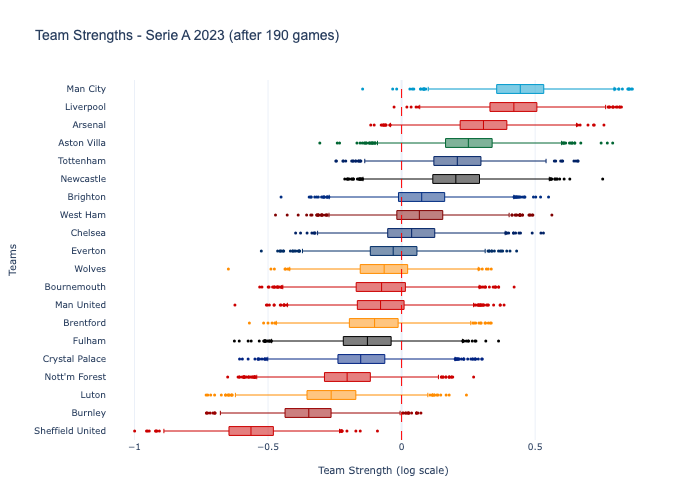 Team Strengths - Serie A 2023 (after 190 games)
Man City
Liverpool
Arsenal
Aston Villa
Tottenham
Newcastle
Brighton
West Ham
Chelsea
Everton
Wolves
Bournemouth
Man United
Brentford
Fulham
Crystal Palace
Nott'm Forest
Luton
Burnley
Sheffield United
Teams
−1 −0.5 0 0.5
Team Strength (log scale)